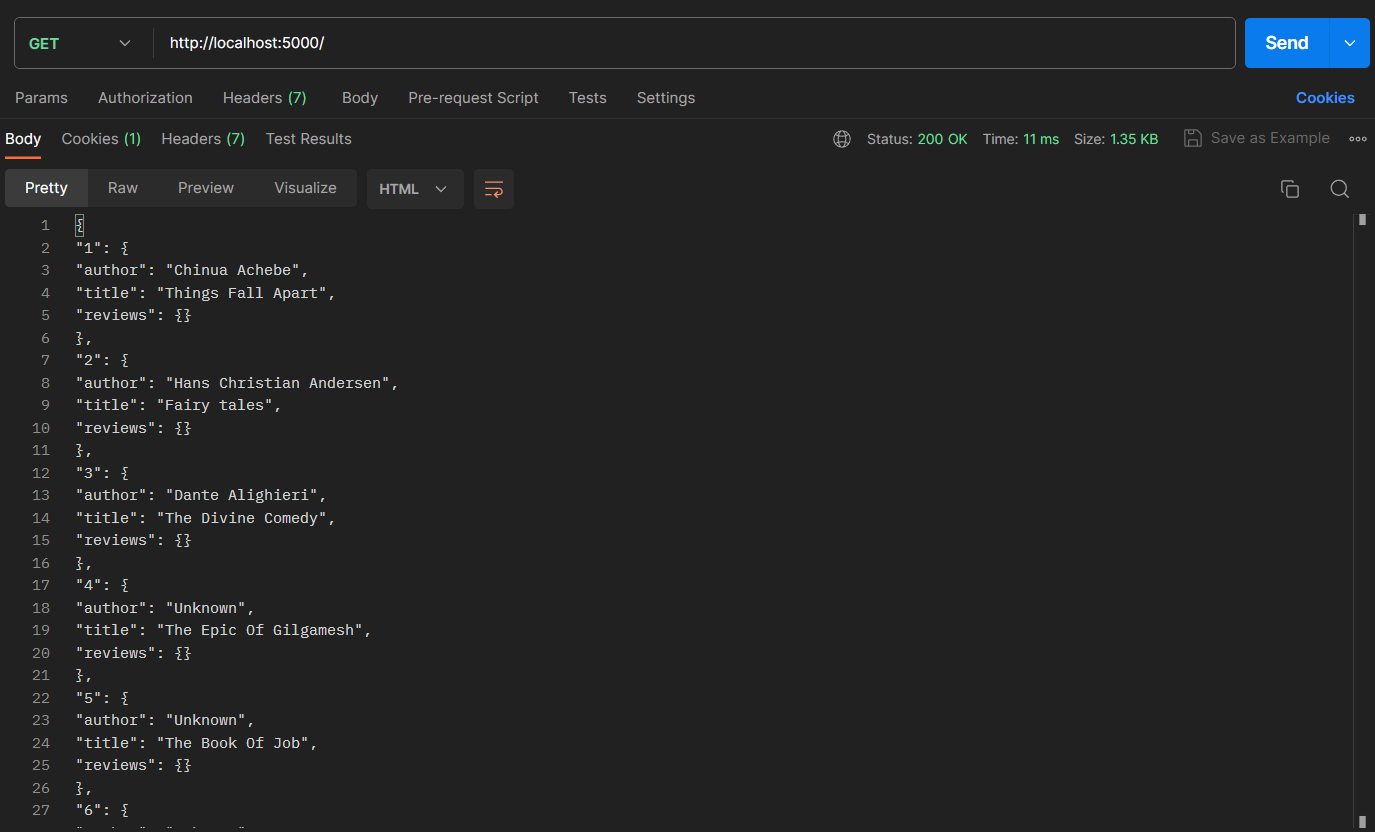 GET http://localhost:5000/ Send
Params Authorization Headers (7) Body Pre-request Script Tests Settings Cookies
Body Cookies (1) Headers (7) Test Results Status: 200 OK Time: 11 ms Size: 1.35 KB Save as Example
Pretty Raw Preview Visualize HTML
1 {
2 "1": {
3 "author": "Chinua Achebe",
4 "title": "Things Fall Apart",
5 "reviews": {}
6 },
7 "2": {
8 "author": "Hans Christian Andersen",
9 "title": "Fairy tales",
10 "reviews": {}
11 },
12 "3": {
13 "author": "Dante Alighieri",
14 "title": "The Divine Comedy",
15 "reviews": {}
16 },
17 "4": {
18 "author": "Unknown",
19 "title": "The Epic Of Gilgamesh",
20 "reviews": {}
21 },
22 "5": {
23 "author": "Unknown",
24 "title": "The Book Of Job",
25 "reviews": {}
26 },
27 "6": {